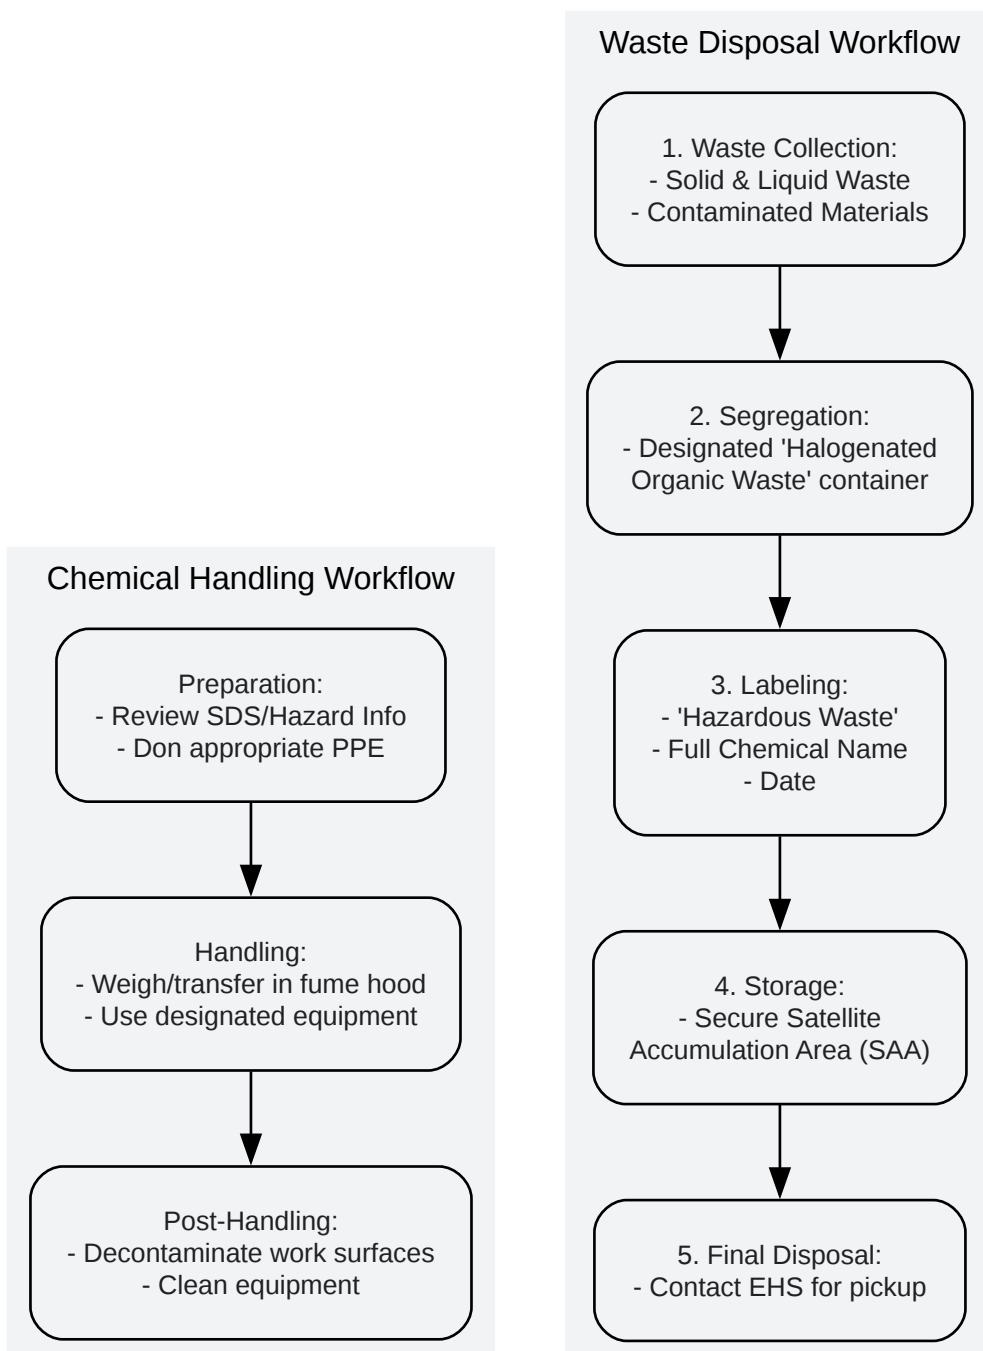 Waste Disposal Workflow
1. Waste Collection:
- Solid & Liquid Waste
- Contaminated Materials
2. Segregation:
- Designated 'Halogenated
Organic Waste' container
3. Labeling:
- 'Hazardous Waste'
- Full Chemical Name
- Date
4. Storage:
- Secure Satellite
Accumulation Area (SAA)
5. Final Disposal:
- Contact EHS for pickup
Chemical Handling Workflow
Preparation:
- Review SDS/Hazard Info
- Don appropriate PPE
Handling:
- Weigh/transfer in fume hood
- Use designated equipment
Post-Handling:
- Decontaminate work surfaces
- Clean equipment